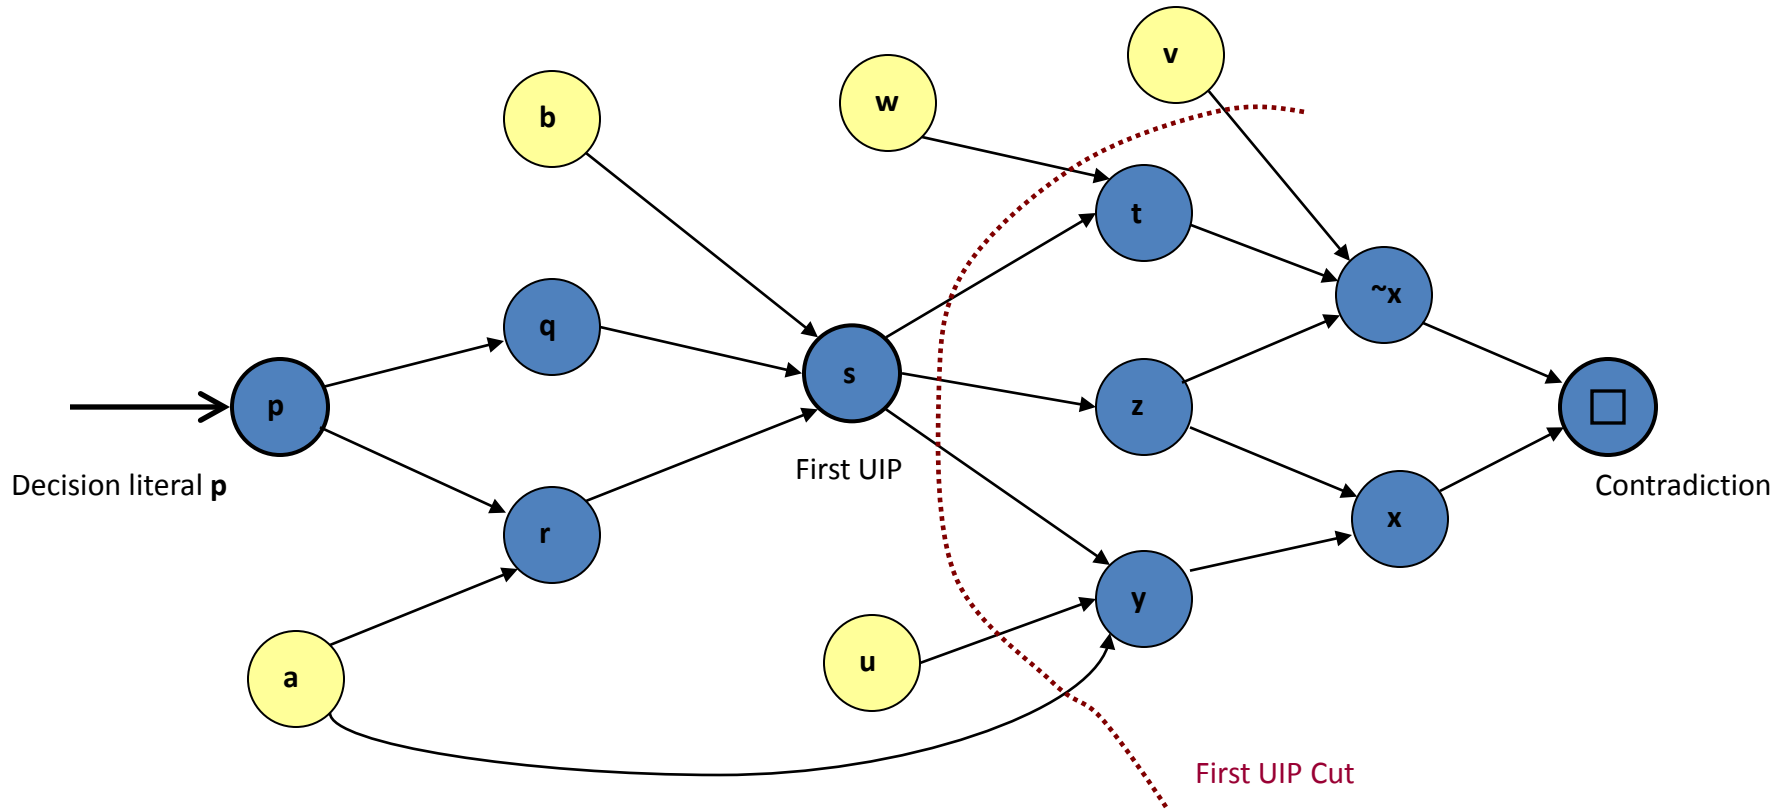 v
w
b
t
~x
q
s
p
z
□
First UIP
Decision literal p
Contradiction
x
r
y
u
a
First UIP Cut